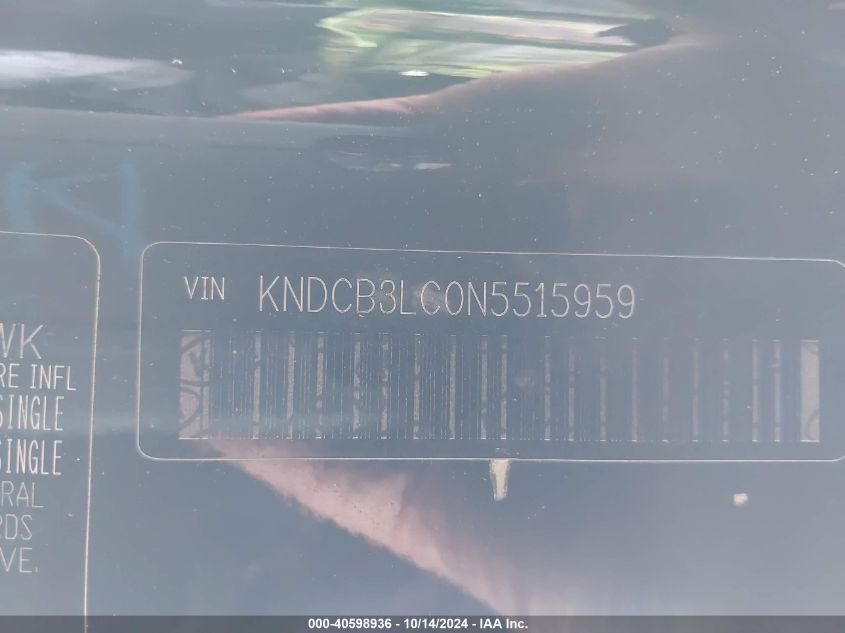 WK
RE INFL
SINGLE
SINGLE
RAL
RDS
VE.
VIN KNDCB3LC0N5515959
000-40598936 - 10/14/2024 - IAA Inc.